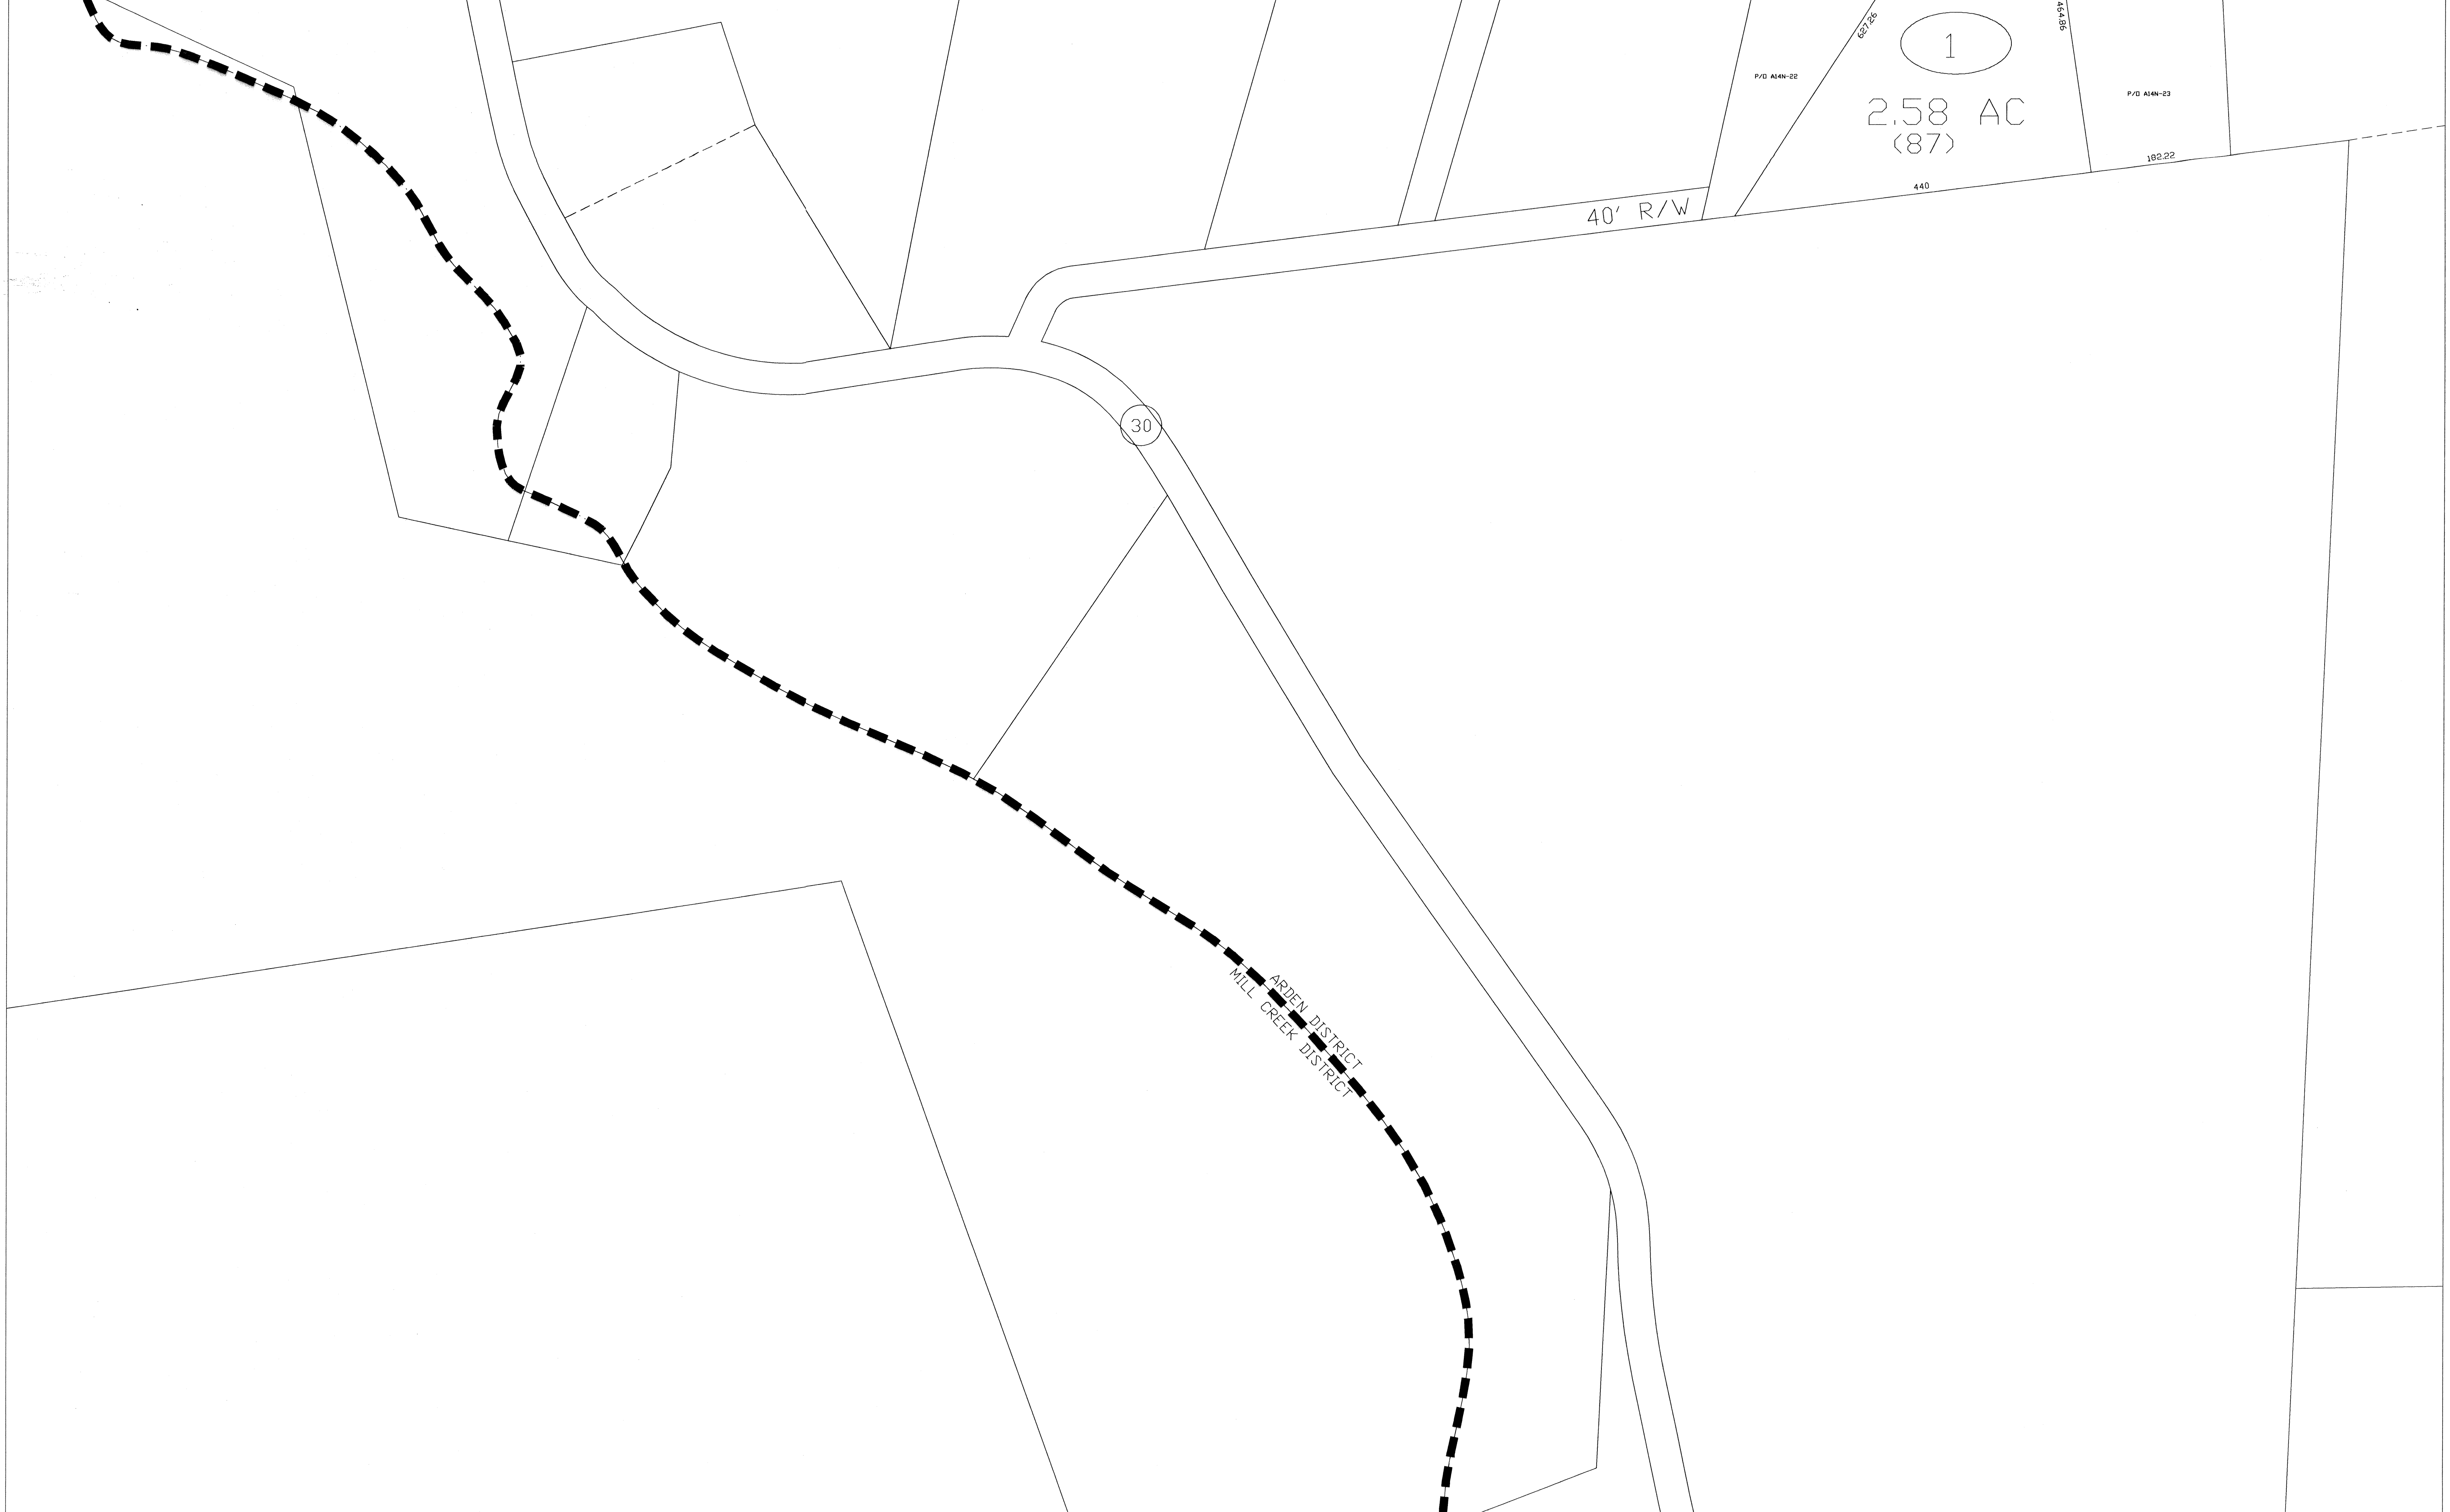 627.26
464.86
1
P/O A14N-22
P/O A14N-23
2.58 AC
(87)
182.22
440
40' R/W
30
ARDEN DISTRICT
MILL CREEK DISTRICT